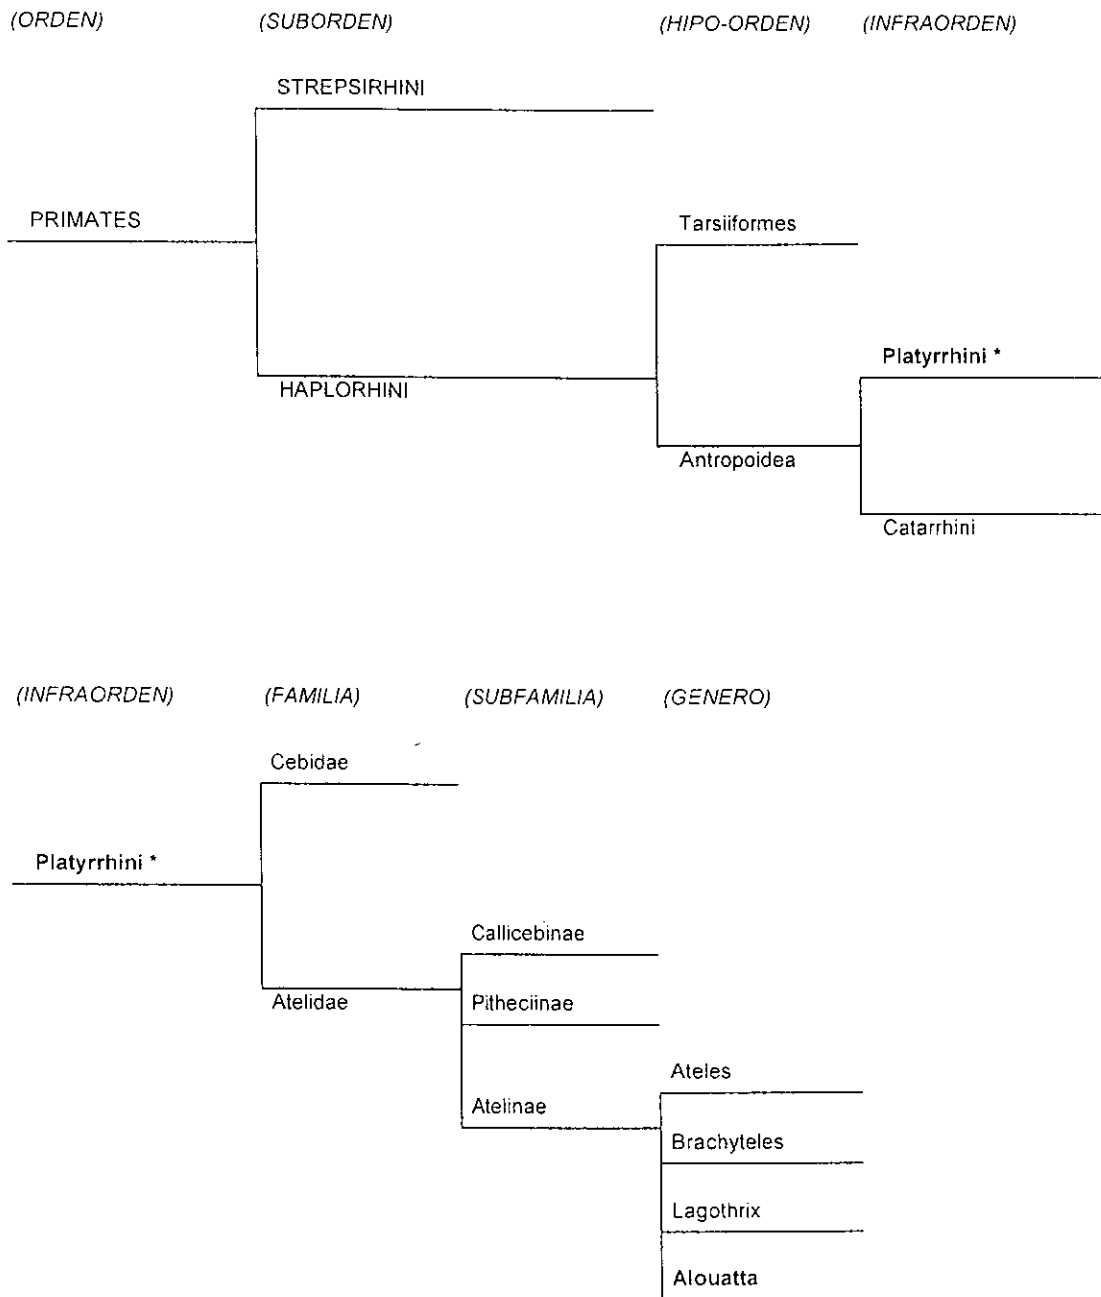 (ORDEN) (SUBORDEN) (HIPO-ORDEN) (INFRAORDEN)
STREPSIRHINI
PRIMATES
Tarsiiformes
Platyrrhini *
HAPLORHINI
Antropoidea
Catarrhini
(INFRAORDEN) (FAMILIA) (SUBFAMILIA) (GENERO)
Cebidae
Platyrrhini *
Callicebinae
Atelidae
Pitheciinae
Ateles
Atelinae
Brachyteles
Lagothrix
Alouatta